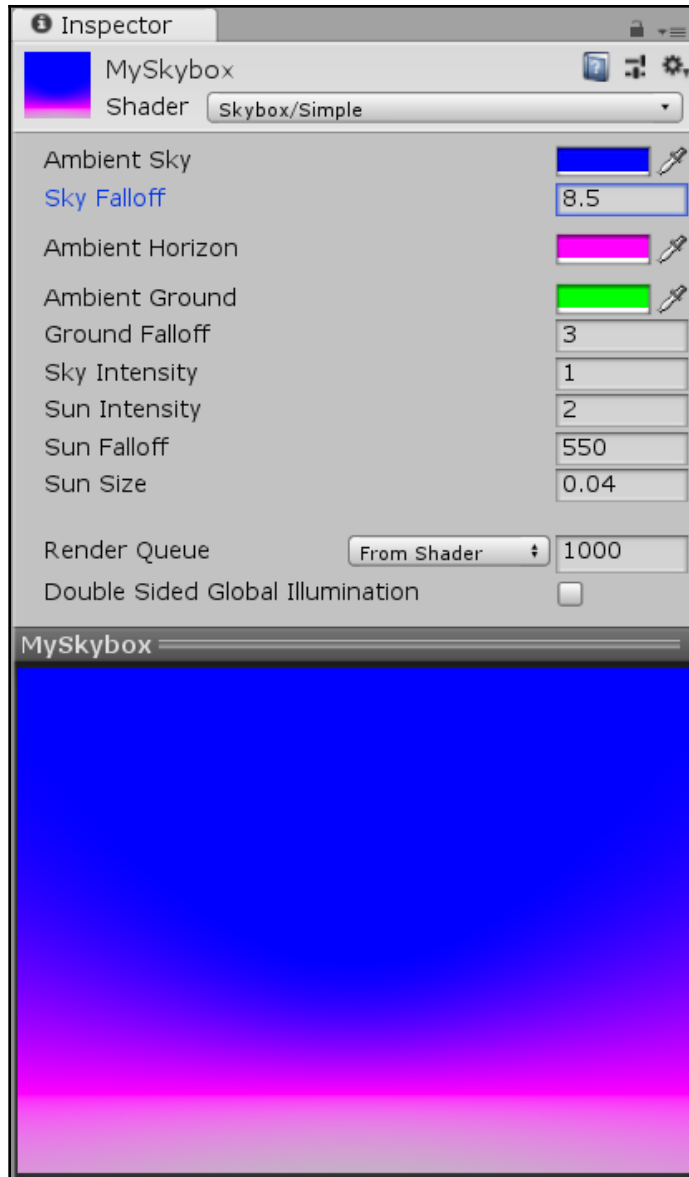 Inspector
MySkybox
Shader Skybox/Simple
Ambient Sky
Sky Falloff 8.5
Ambient Horizon
Ambient Ground
Ground Falloff 3
Sky Intensity 1
Sun Intensity 2
Sun Falloff 550
Sun Size 0.04
Render Queue From Shader 1000
Double Sided Global Illumination
MySkybox